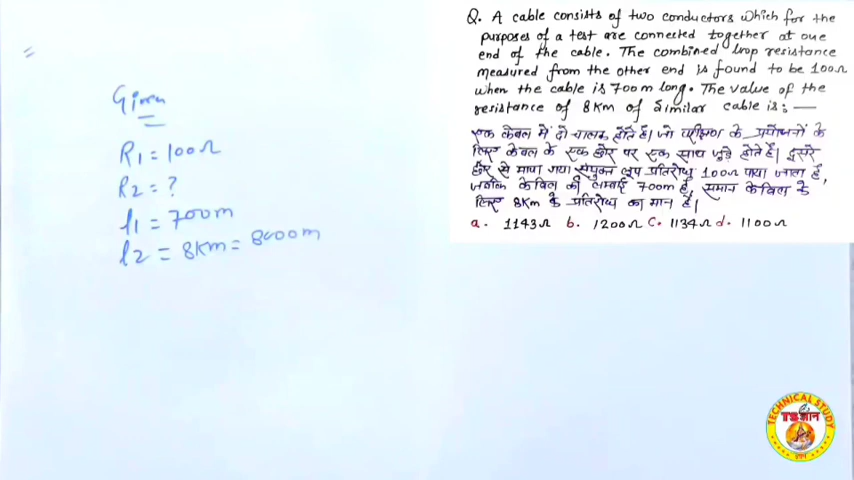 Q. A cable consists of two conductors which for the
purposes of a test are connected together at one
end of the cable. The combined loop resistance
measured from the other end is found to be 100Ω
when the cable is 700m long. The value of the
resistance of 8Km of similar cable is: —
एक केबल में दो चालक होते हैं। जो परीक्षण के प्रयोजनों के
लिए केबल के एक छोर पर एक साथ जुड़े होते हैं। दूसरे
छोर से मापा गया संयुक्त लूप प्रतिरोध 100Ω पाया जाता है,
जबकि केबिल की लम्बाई 700m है, समान केबिल के
लिए 8Km के प्रतिरोध का मान है।
a. 1143Ω b. 1200Ω c. 1134Ω d. 1100Ω
=
Given
R1 = 100Ω
R2 = ?
l1 = 700m
l2 = 8km = 8000m
TECHNICAL STUDY
TSज्ञान